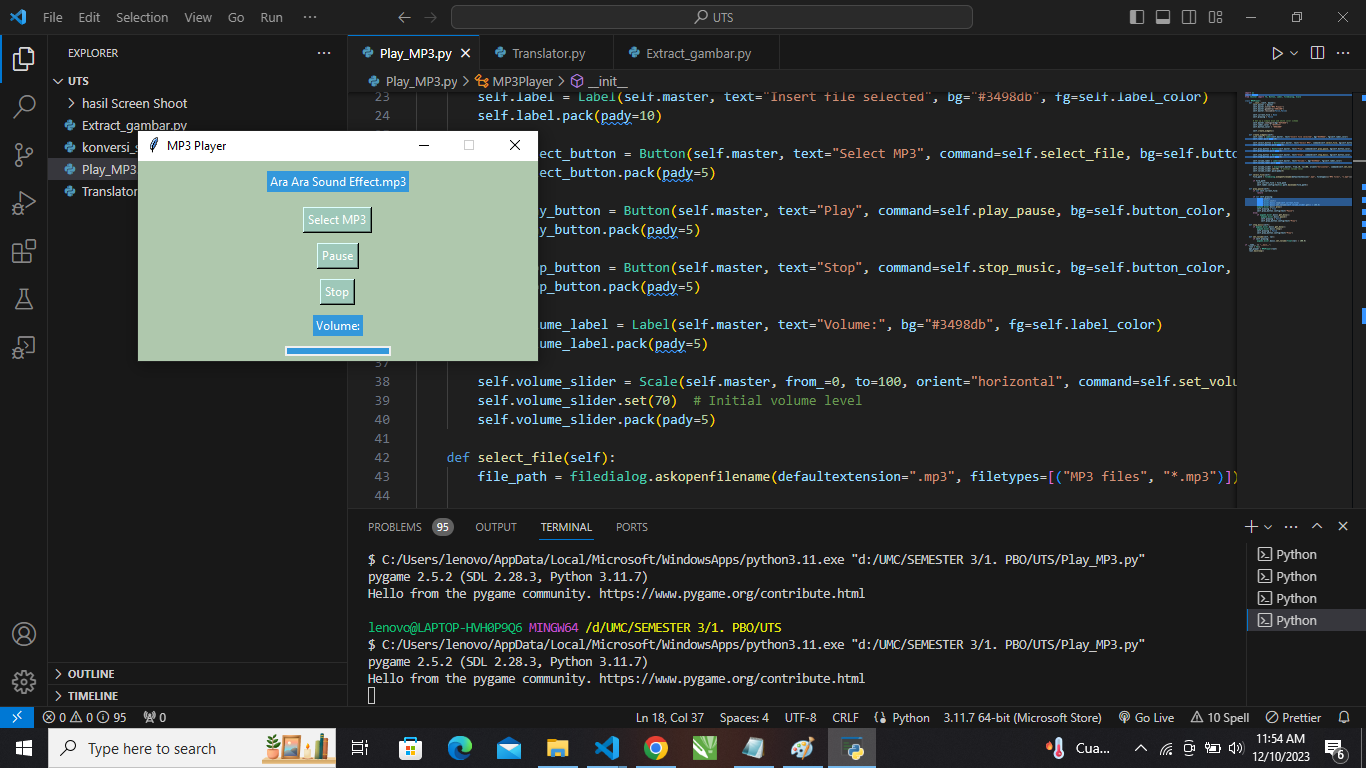 File Edit Selection View Go Run ··· UTS
EXPLORER ···
UTS
hasil Screen Shoot
Extract_gambar.py
konversi_s
Play_MP3
Translator
OUTLINE
TIMELINE
MP3 Player
Ara Ara Sound Effect.mp3
Select MP3
Pause
Stop
Volume:
Play_MP3.py Translator.py Extract_gambar.py
Play_MP3.py > MP3Player > __init__
23 self.label = Label(self.master, text="Insert file selected", bg="#3498db", fg=self.label_color)
24 self.label.pack(pady=10)
ect_button = Button(self.master, text="Select MP3", command=self.select_file, bg=self.butto
ect_button.pack(pady=5)
y_button = Button(self.master, text="Play", command=self.play_pause, bg=self.button_color,
y_button.pack(pady=5)
p_button = Button(self.master, text="Stop", command=self.stop_music, bg=self.button_color,
p_button.pack(pady=5)
ume_label = Label(self.master, text="Volume:", bg="#3498db", fg=self.label_color)
ume_label.pack(pady=5)
37
38 self.volume_slider = Scale(self.master, from_=0, to=100, orient="horizontal", command=self.set_volu
39 self.volume_slider.set(70)  # Initial volume level
40 self.volume_slider.pack(pady=5)
41
42 def select_file(self):
43 file_path = filedialog.askopenfilename(defaultextension=".mp3", filetypes=[("MP3 files", "*.mp3")])
44
PROBLEMS 95 OUTPUT TERMINAL PORTS
$ C:/Users/lenovo/AppData/Local/Microsoft/WindowsApps/python3.11.exe "d:/UMC/SEMESTER 3/1. PBO/UTS/Play_MP3.py"
pygame 2.5.2 (SDL 2.28.3, Python 3.11.7)
Hello from the pygame community. https://www.pygame.org/contribute.html
lenovo@LAPTOP-HVH0P9Q6 MINGW64 /d/UMC/SEMESTER 3/1. PBO/UTS
$ C:/Users/lenovo/AppData/Local/Microsoft/WindowsApps/python3.11.exe "d:/UMC/SEMESTER 3/1. PBO/UTS/Play_MP3.py"
pygame 2.5.2 (SDL 2.28.3, Python 3.11.7)
Hello from the pygame community. https://www.pygame.org/contribute.html
Python
Python
Python
Python
0 0 95 0 Ln 18, Col 37 Spaces: 4 UTF-8 CRLF Python 3.11.7 64-bit (Microsoft Store) Go Live 10 Spell Prettier
Type here to search Cua... 11:54 AM
12/10/2023 6